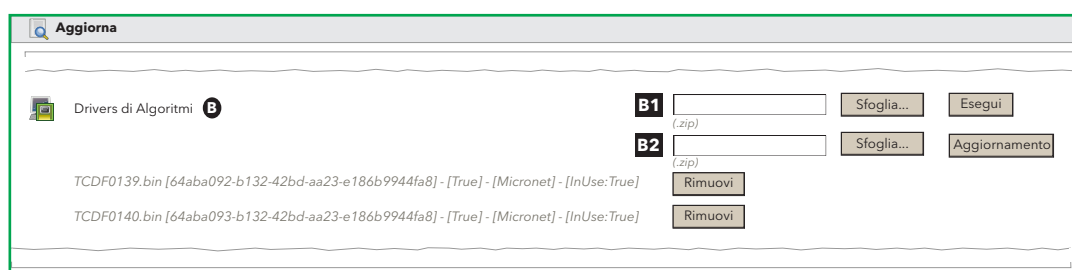 Aggiorna
Drivers di Algoritmi B
B1 Sfoglia... Esegui
(.zip)
B2 Sfoglia... Aggiornamento
(.zip)
TCDF0139.bin [64aba092-b132-42bd-aa23-e186b9944fa8] - [True] - [Micronet] - [InUse:True] Rimuovi
TCDF0140.bin [64aba093-b132-42bd-aa23-e186b9944fa8] - [True] - [Micronet] - [InUse:True] Rimuovi